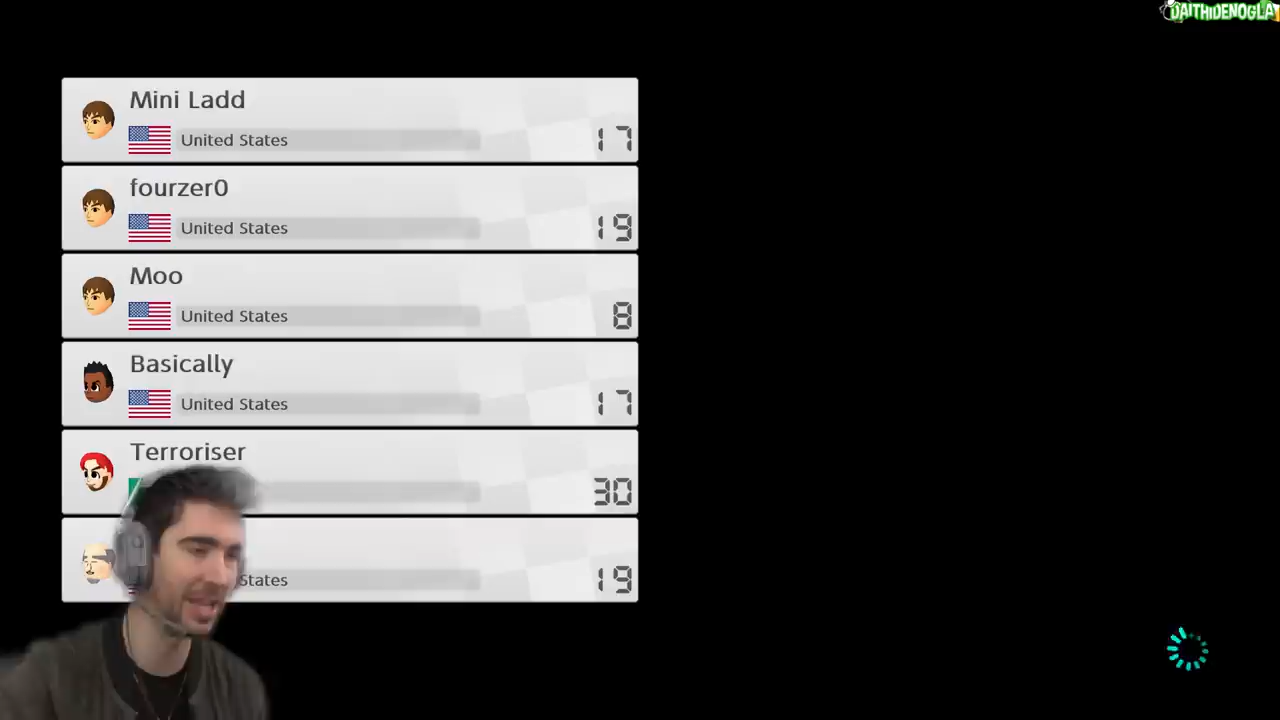 DAITHIDENOGLA
Mini Ladd
United States
17
fourzer0
United States
19
Moo
United States
8
Basically
United States
17
Terroriser
30
States
19